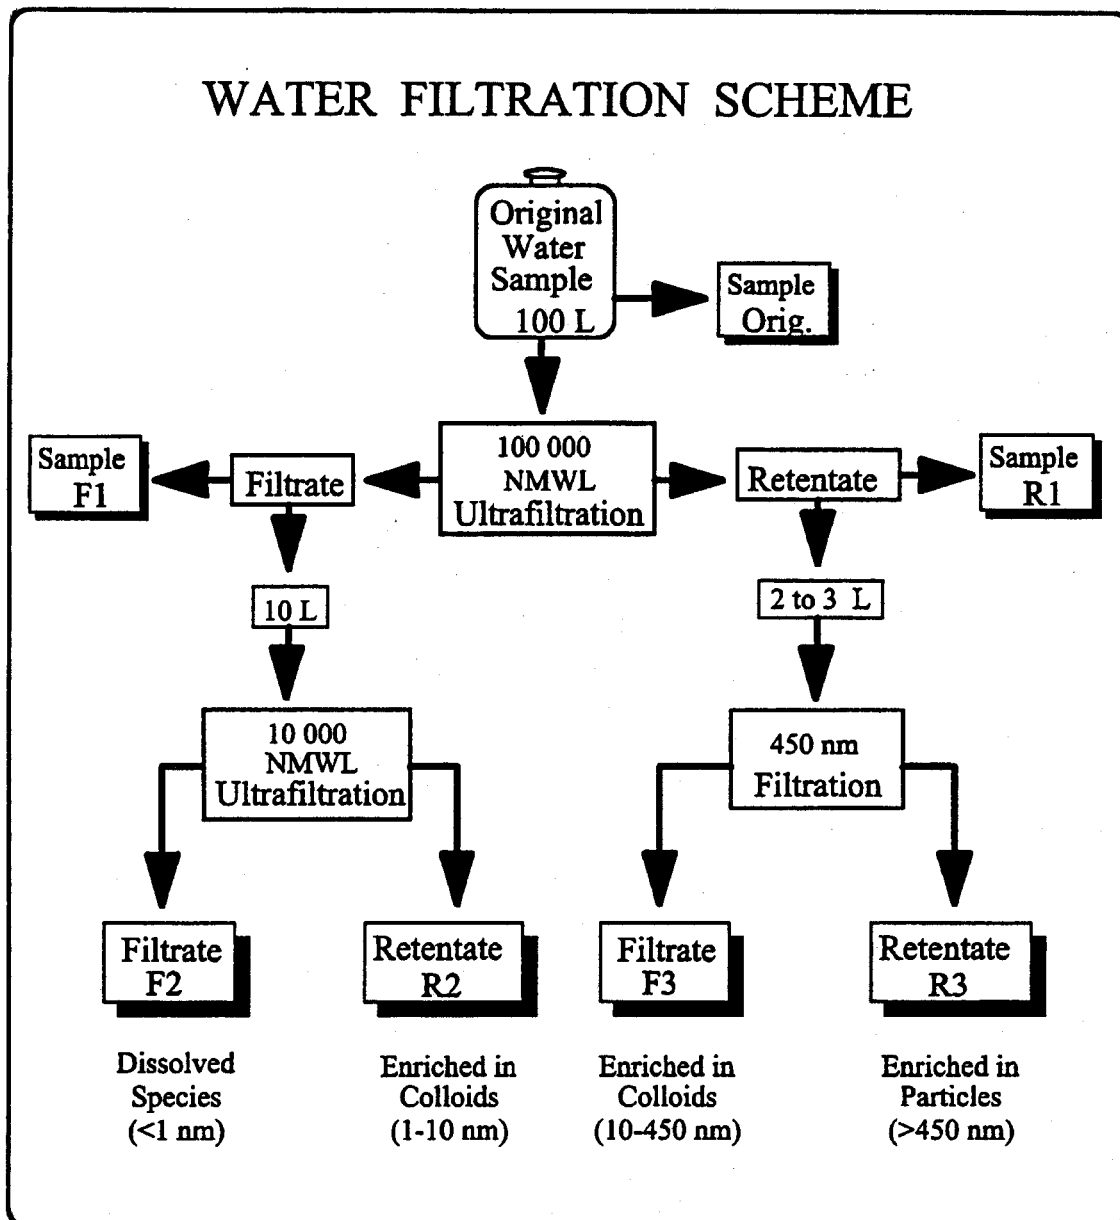 WATER FILTRATION SCHEME
Original
Water
Sample
100 L
Sample
Orig.
Sample
F1
Filtrate
100 000
NMWL
Ultrafiltration
Retentate
Sample
R1
10 L
2 to 3 L
10 000
NMWL
Ultrafiltration
450 nm
Filtration
Filtrate
F2
Retentate
R2
Filtrate
F3
Retentate
R3
Dissolved
Species
(<1 nm)
Enriched in
Colloids
(1-10 nm)
Enriched in
Colloids
(10-450 nm)
Enriched in
Particles
(>450 nm)